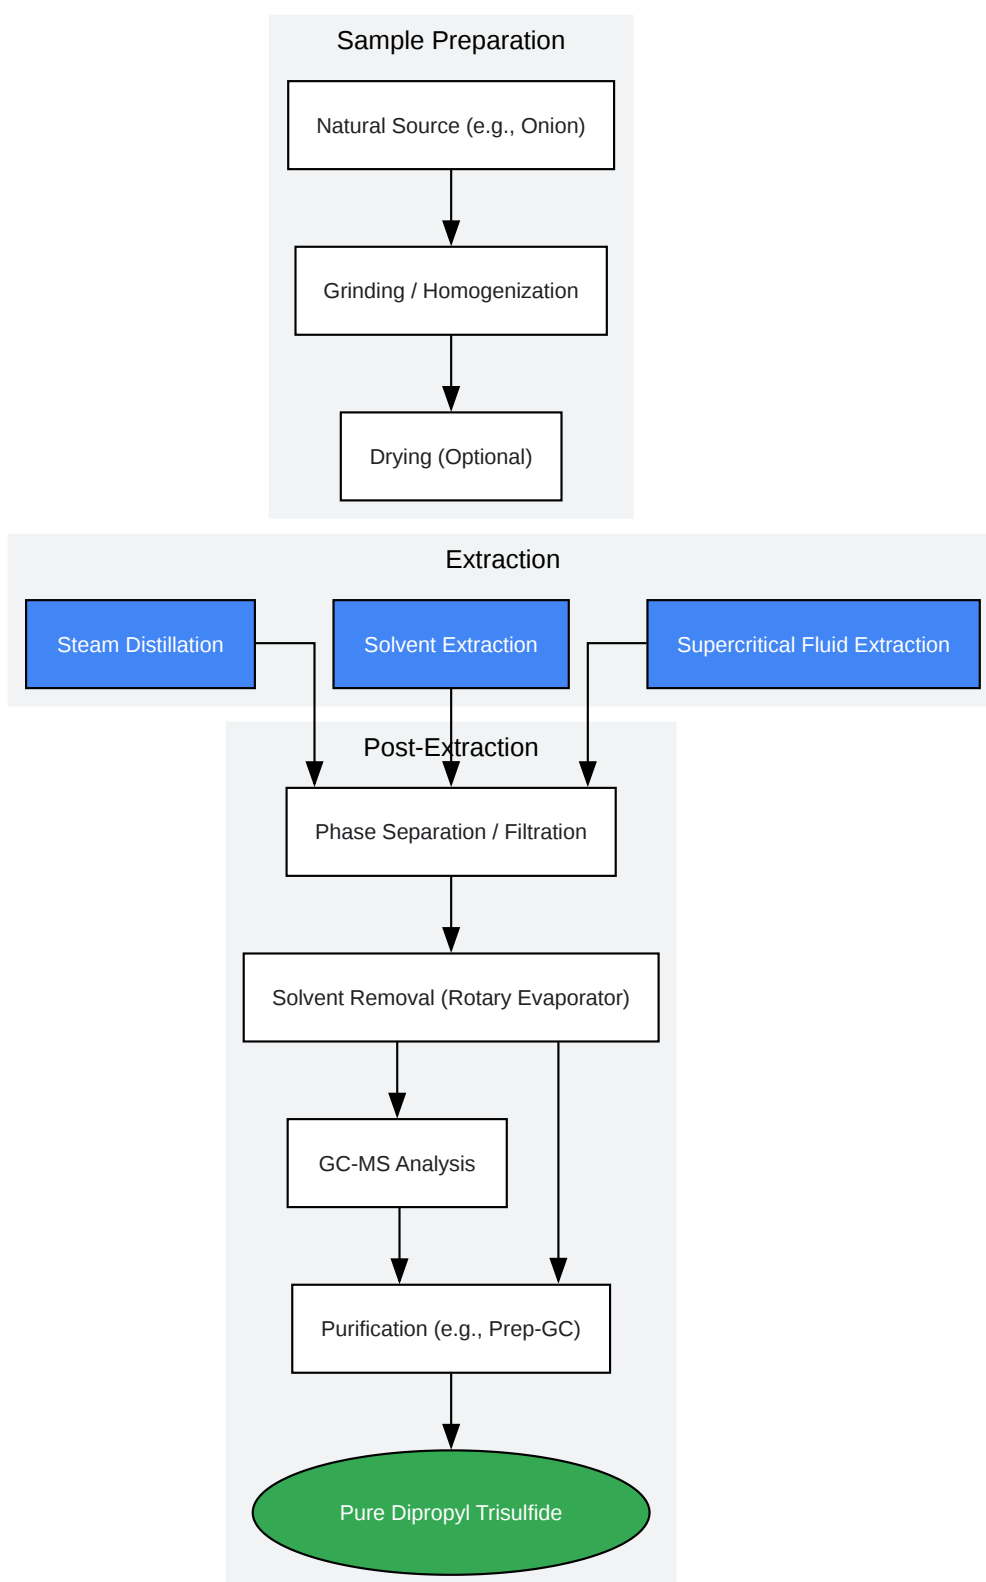 Sample Preparation
Natural Source (e.g., Onion)
Grinding / Homogenization
Drying (Optional)
Extraction
Steam Distillation
Solvent Extraction
Supercritical Fluid Extraction
Post-Extraction
Phase Separation / Filtration
Solvent Removal (Rotary Evaporator)
GC-MS Analysis
Purification (e.g., Prep-GC)
Pure Dipropyl Trisulfide